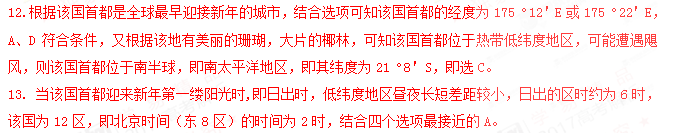 12.根据该国首都是全球最早迎接新年的城市，结合选项可知该国首都的经度为 175 °12′ E 或 175 °22′ E，
A、D 符合条件，又根据该地有美丽的珊瑚，大片的椰林，可知该国首都位于热带低纬度地区，可能遭遇飓
风，则该国首都位于南半球，即南太平洋地区，即其纬度为 21 °8′ S，即选 C。
13. 当该国首都迎来新年第一缕阳光时,即日出时，低纬度地区昼夜长短差距较小，日出的区时约为 6 时，
该国为 12 区，即北京时间（东 8 区）的时间为 2 时，结合四个选项最接近的 A。